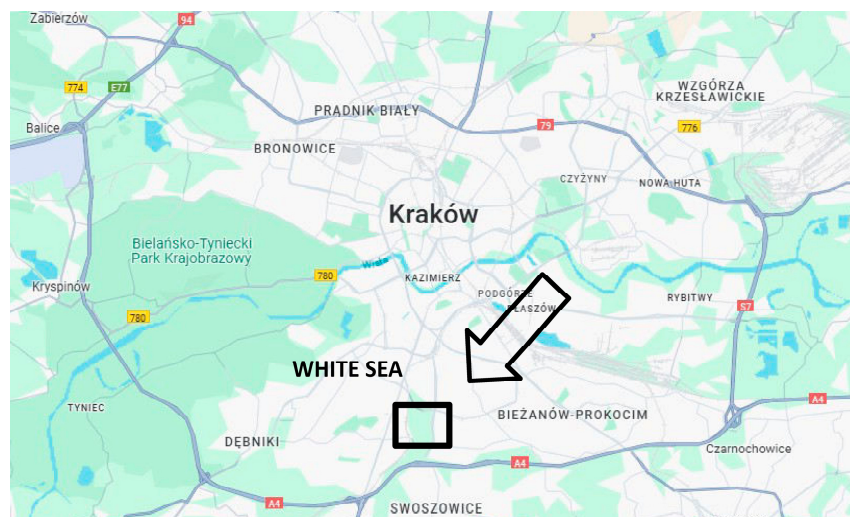 Zabierzów
94
774
E77
WZGÓRZA
KRZESŁAWICKIE
PRĄDNIK BIAŁY
79
776
Balice
BRONOWICE
CZYŻYNY
NOWA HUTA
Kraków
Bielańsko-Tyniecki
Park Krajobrazowy
Wisła
780
KAZIMIERZ
Kryspinów
PODGÓRZE
RYBITWY
S7
780
PŁASZÓW
WHITE SEA
A4
TYNIEC
BIEŻANÓW-PROKOCIM
DĘBNIKI
Czarnochowice
A4
A4
SWOSZOWICE